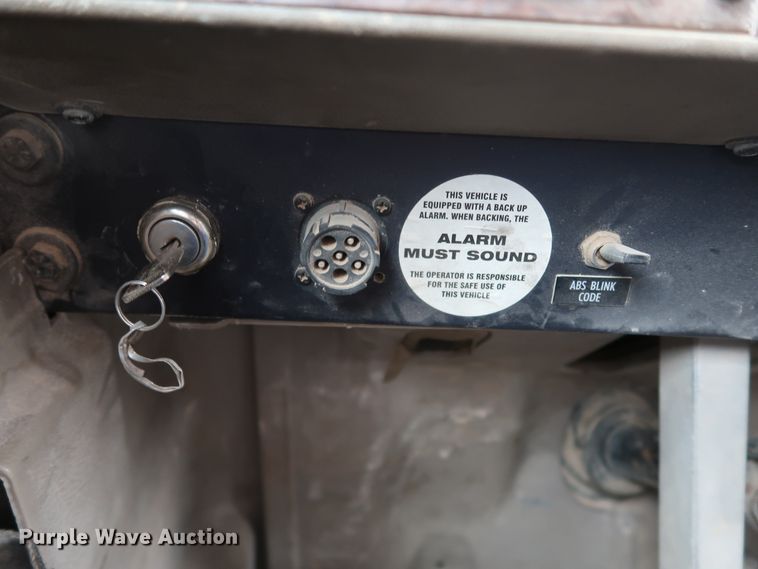 THIS VEHICLE IS
EQUIPPED WITH A BACK UP
ALARM. WHEN BACKING, THE
ALARM
MUST SOUND
THE OPERATOR IS RESPONSIBLE
FOR THE SAFE USE OF
THIS VEHICLE
ABS BLINK
CODE
Purple Wave Auction